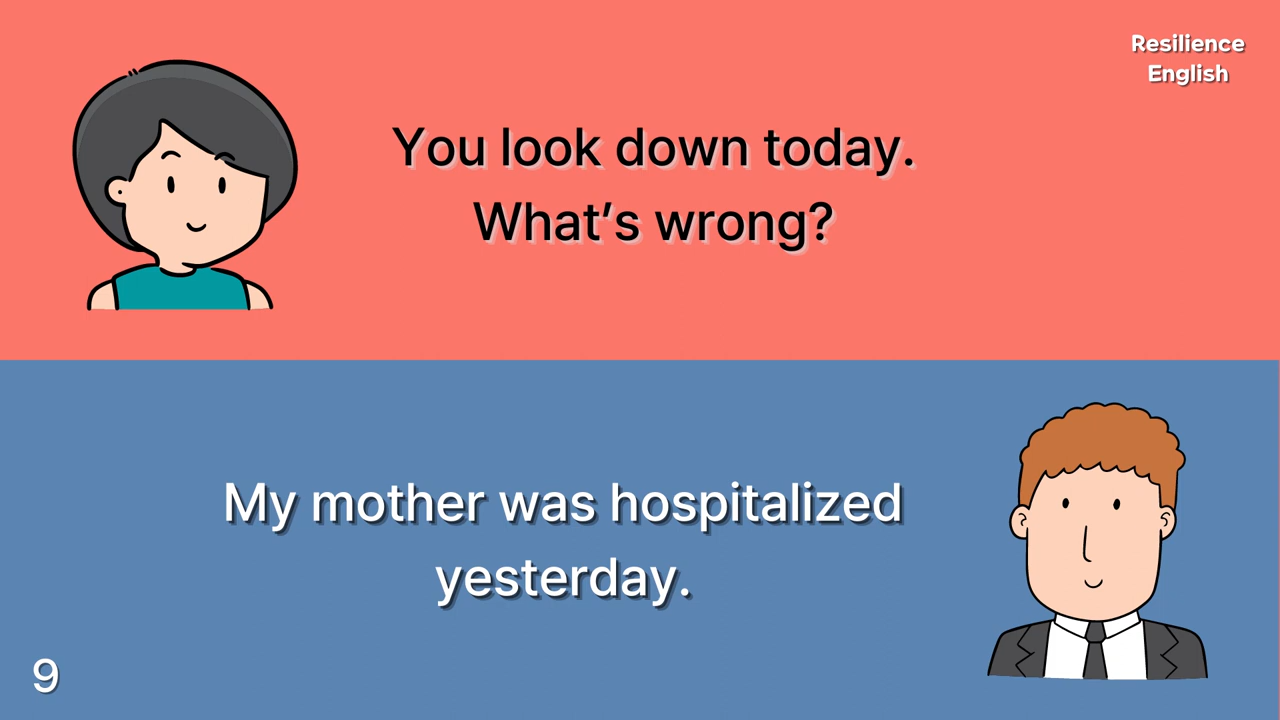 Resilience
English
You look down today.
What’s wrong?
My mother was hospitalized
yesterday.
9